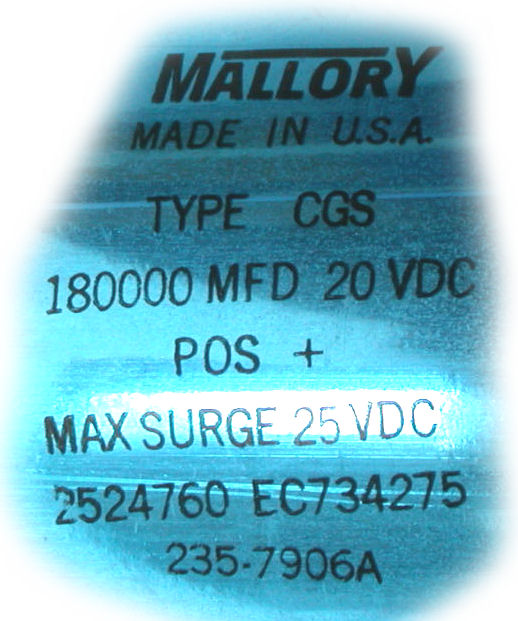 MALLORY
MADE IN U.S.A.
TYPE CGS
180000 MFD 20 VDC
POS +
MAX SURGE 25 VDC
2524760 EC734275
235-7906A